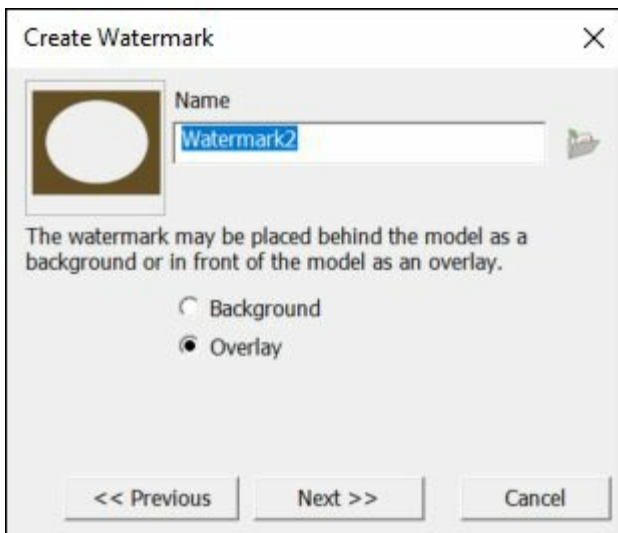 Create Watermark
Name
Watermark2
The watermark may be placed behind the model as a
background or in front of the model as an overlay.
Background
Overlay
<< Previous
Next >>
Cancel